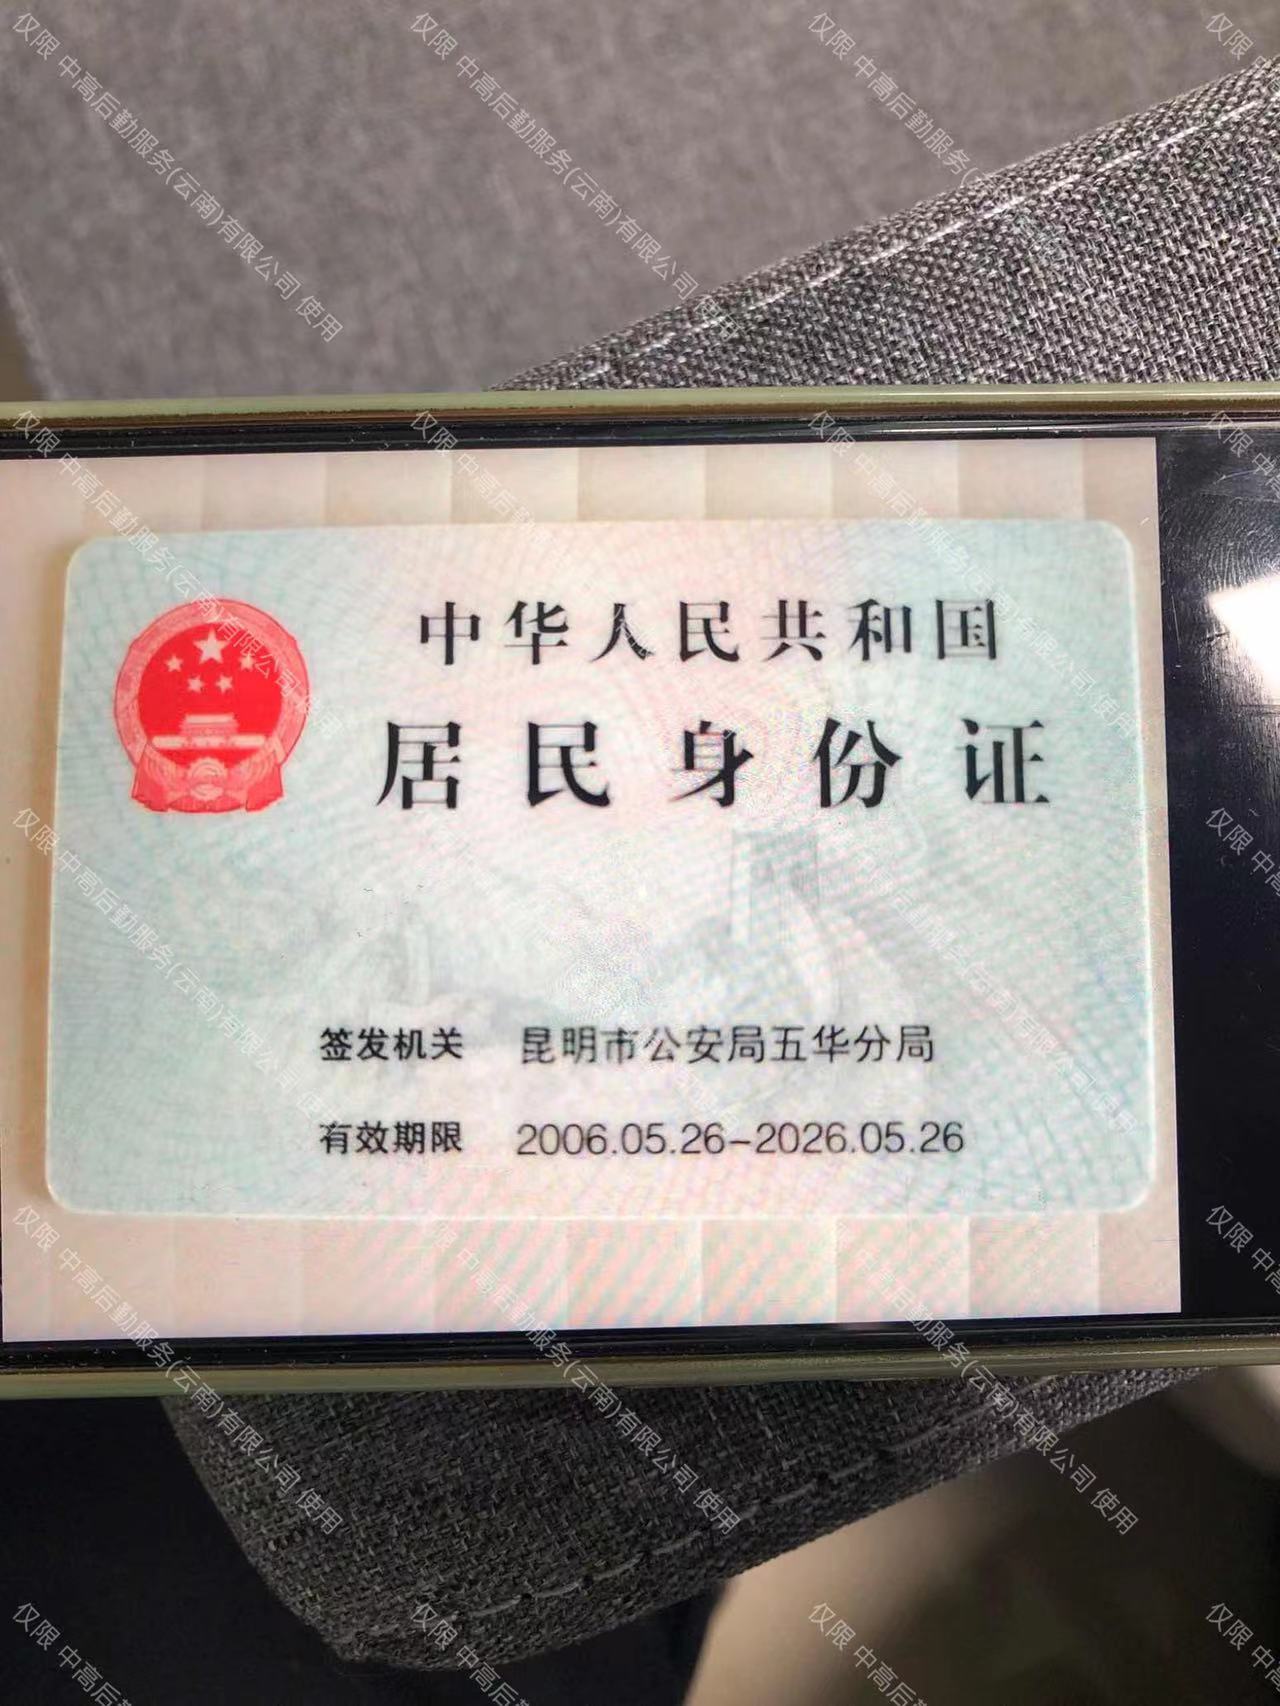 中华人民共和国
居民身份证
签发机关 昆明市公安局五华分局
有效期限 2006.05.26-2026.05.26
仅限 中高后勤服务(云南)有限公司 使用